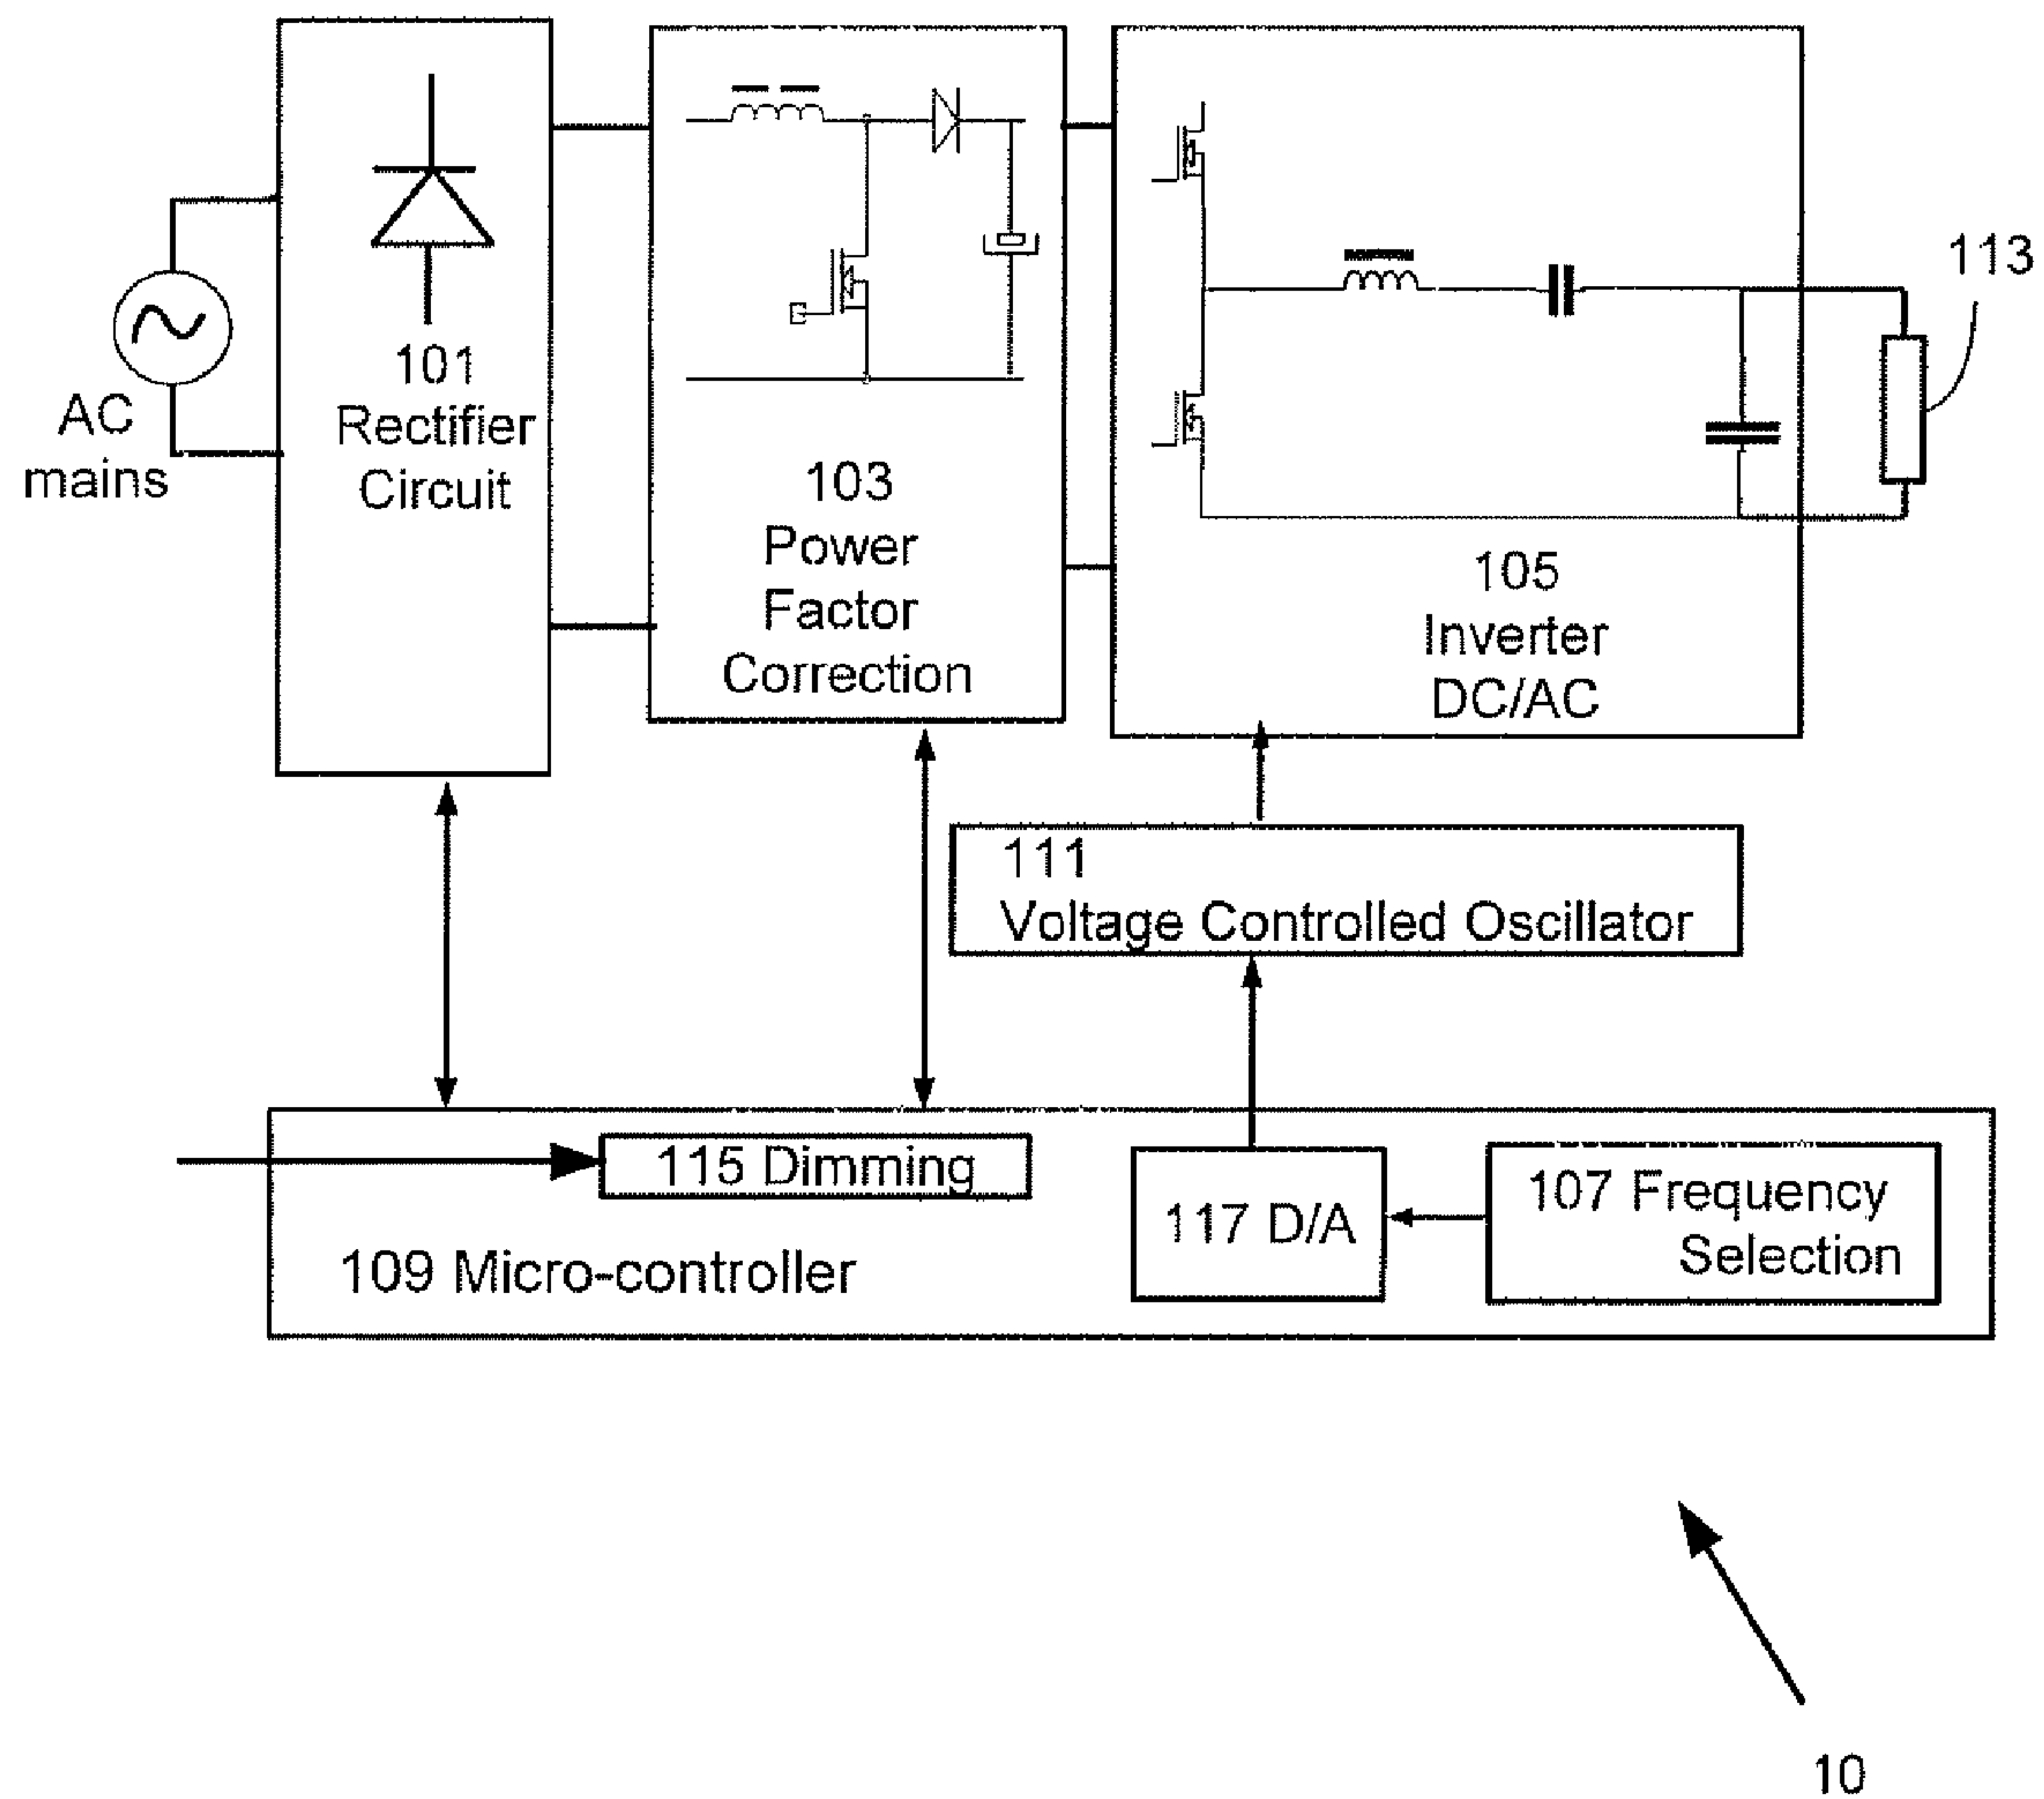 AC
mains
101
Rectifier
Circuit
103
Power
Factor
Correction
105
Inverter
DC/AC
113
111
Voltage Controlled Oscillator
115 Dimming
109 Micro-controller
117 D/A
107 Frequency
Selection
10